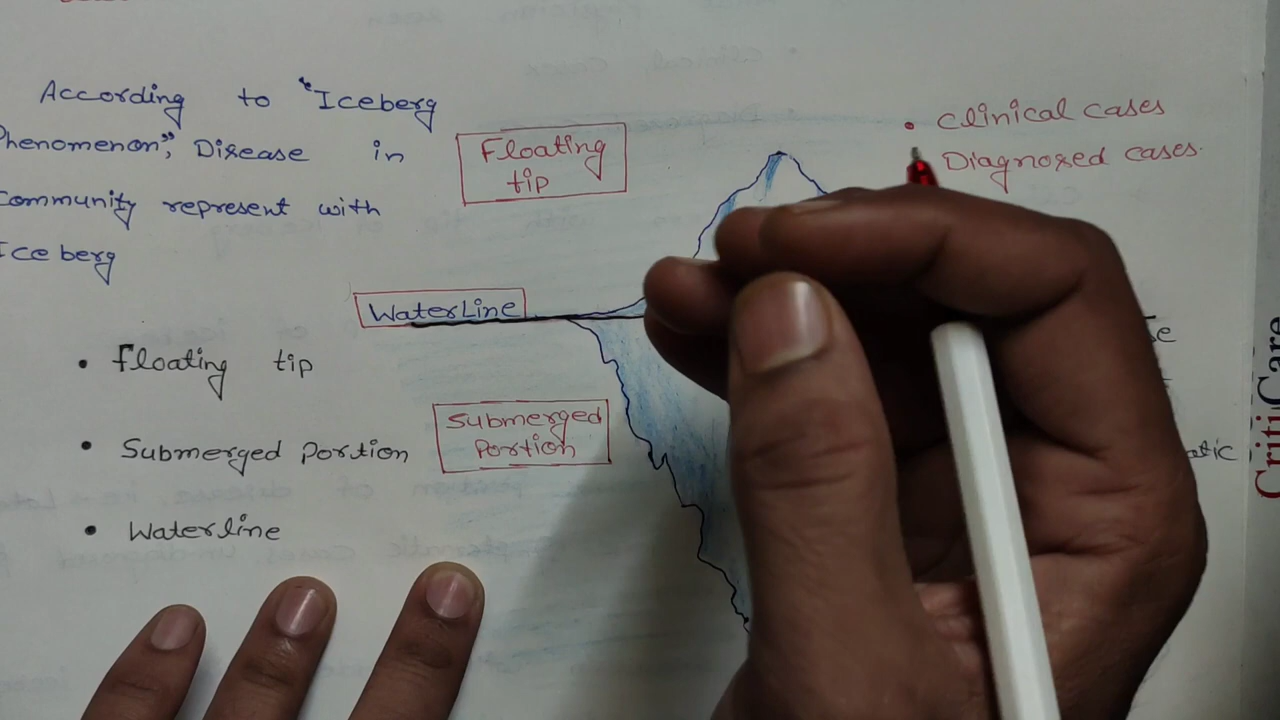 According to "Iceberg
Phenomenon", Disease in
Community represent with
Iceberg
• Floating tip
• Submerged Portion
• Waterline
Floating
tip
WaterLine
Submerged
Portion
• Clinical cases
Diagnosed cases.
CritiCare